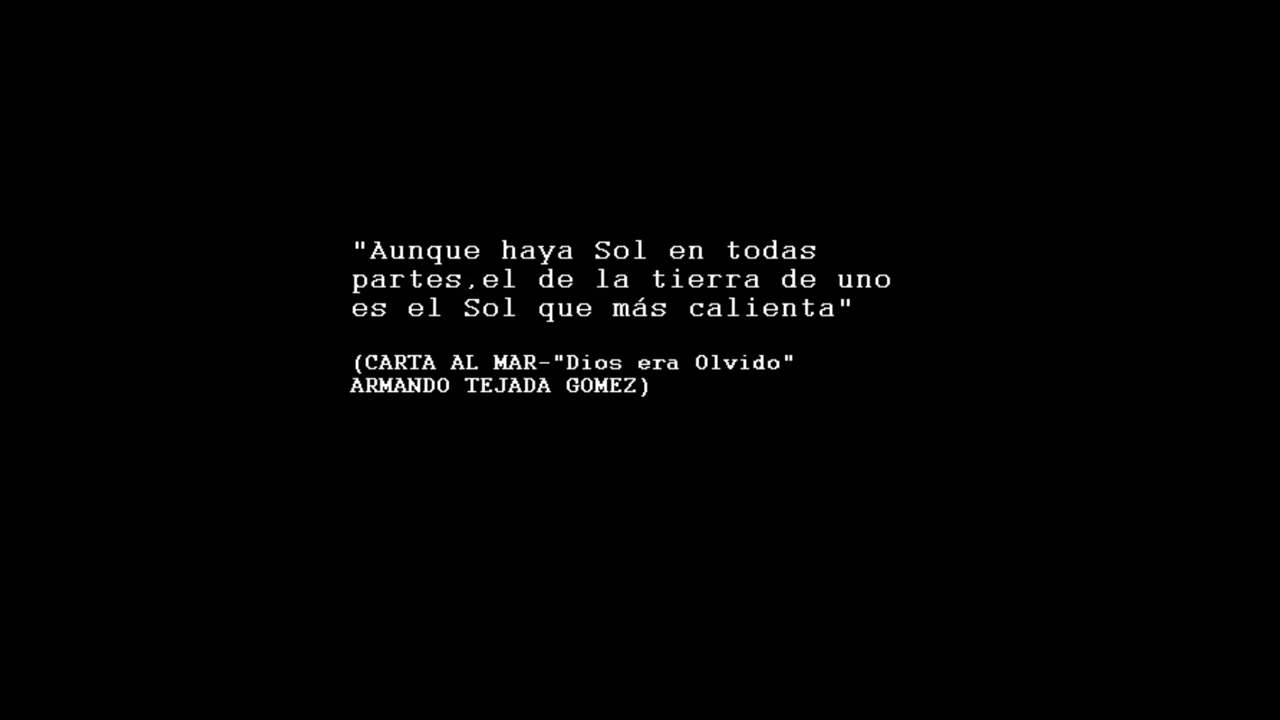 "Aunque haya Sol en todas
partes,el de la tierra de uno
es el Sol que más calienta"
(CARTA AL MAR-"Dios era Olvido"
ARMANDO TEJADA GOMEZ)